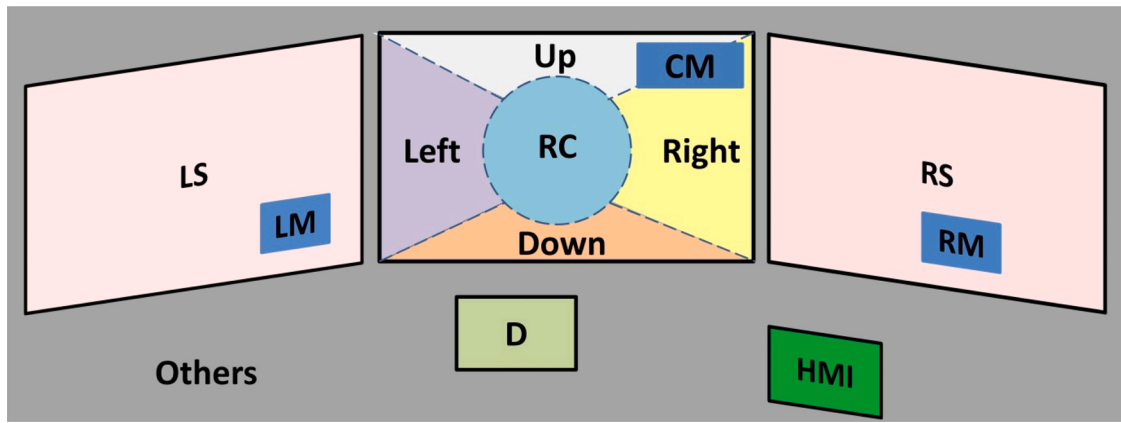 Up
CM
LS
Left
RC
Right
RS
LM
RM
Down
D
Others
HMI